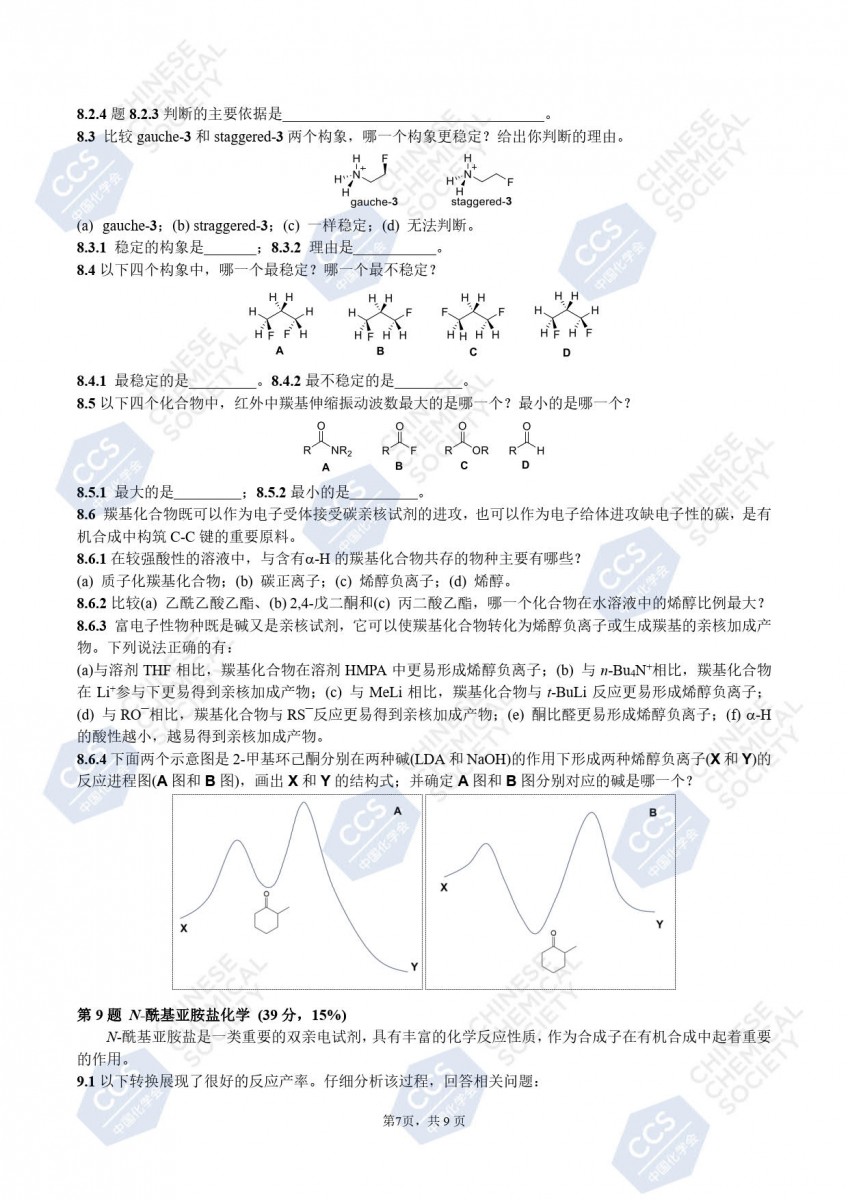 8.2.4 题 8.2.3 判断的主要依据是________________________________。
8.3 比较 gauche-3 和 staggered-3 两个构象，哪一个构象更稳定？给出你判断的理由。
H F
H N +
H
gauche-3
H
H N +
H F
staggered-3
(a) gauche-3；(b) straggered-3；(c) 一样稳定；(d) 无法判断。
8.3.1 稳定的构象是_______；8.3.2 理由是___________。
8.4 以下四个构象中，哪一个最稳定？哪一个最不稳定？
H H H H H H H H
H H H F F F H H
H F F H H F H H H H H H H F H F
A B C D
8.4.1 最稳定的是_________。8.4.2 最不稳定的是_________。
8.5 以下四个化合物中，红外中羰基伸缩振动波数最大的是哪一个？最小的是哪一个？
O O O O
R NR2 R F R OR R H
A B C D
8.5.1 最大的是_________；8.5.2 最小的是_________。
8.6 羰基化合物既可以作为电子受体接受碳亲核试剂的进攻，也可以作为电子给体进攻缺电子性的碳，是有
机合成中构筑 C-C 键的重要原料。
8.6.1 在较强酸性的溶液中，与含有α-H 的羰基化合物共存的物种主要有哪些？
(a) 质子化羰基化合物；(b) 碳正离子；(c) 烯醇负离子；(d) 烯醇。
8.6.2 比较(a) 乙酰乙酸乙酯、(b) 2,4-戊二酮和(c) 丙二酸乙酯，哪一个化合物在水溶液中的烯醇比例最大？
8.6.3 富电子性物种既是碱又是亲核试剂，它可以使羰基化合物转化为烯醇负离子或生成羰基的亲核加成产
物。下列说法正确的有：
(a)与溶剂 THF 相比，羰基化合物在溶剂 HMPA 中更易形成烯醇负离子；(b) 与 n-Bu4N+相比，羰基化合物
在 Li+参与下更易得到亲核加成产物；(c) 与 MeLi 相比，羰基化合物与 t-BuLi 反应更易形成烯醇负离子；
(d) 与 RO−相比，羰基化合物与 RS−反应更易得到亲核加成产物；(e) 酮比醛更易形成烯醇负离子；(f) α-H
的酸性越小，越易得到亲核加成产物。
8.6.4 下面两个示意图是 2-甲基环己酮分别在两种碱(LDA 和 NaOH)的作用下形成两种烯醇负离子(X 和 Y)的
反应进程图(A 图和 B 图)，画出 X 和 Y 的结构式；并确定 A 图和 B 图分别对应的碱是哪一个？
A
X
O
Y
B
X
O
Y
第 9 题 N-酰基亚胺盐化学 (39 分，15%)
N-酰基亚胺盐是一类重要的双亲电试剂，具有丰富的化学反应性质，作为合成子在有机合成中起着重要
的作用。
9.1 以下转换展现了很好的反应产率。仔细分析该过程，回答相关问题：
第7页，共 9 页
CCS
中国化学会
CHINESE
CHEMICAL
SOCIETY